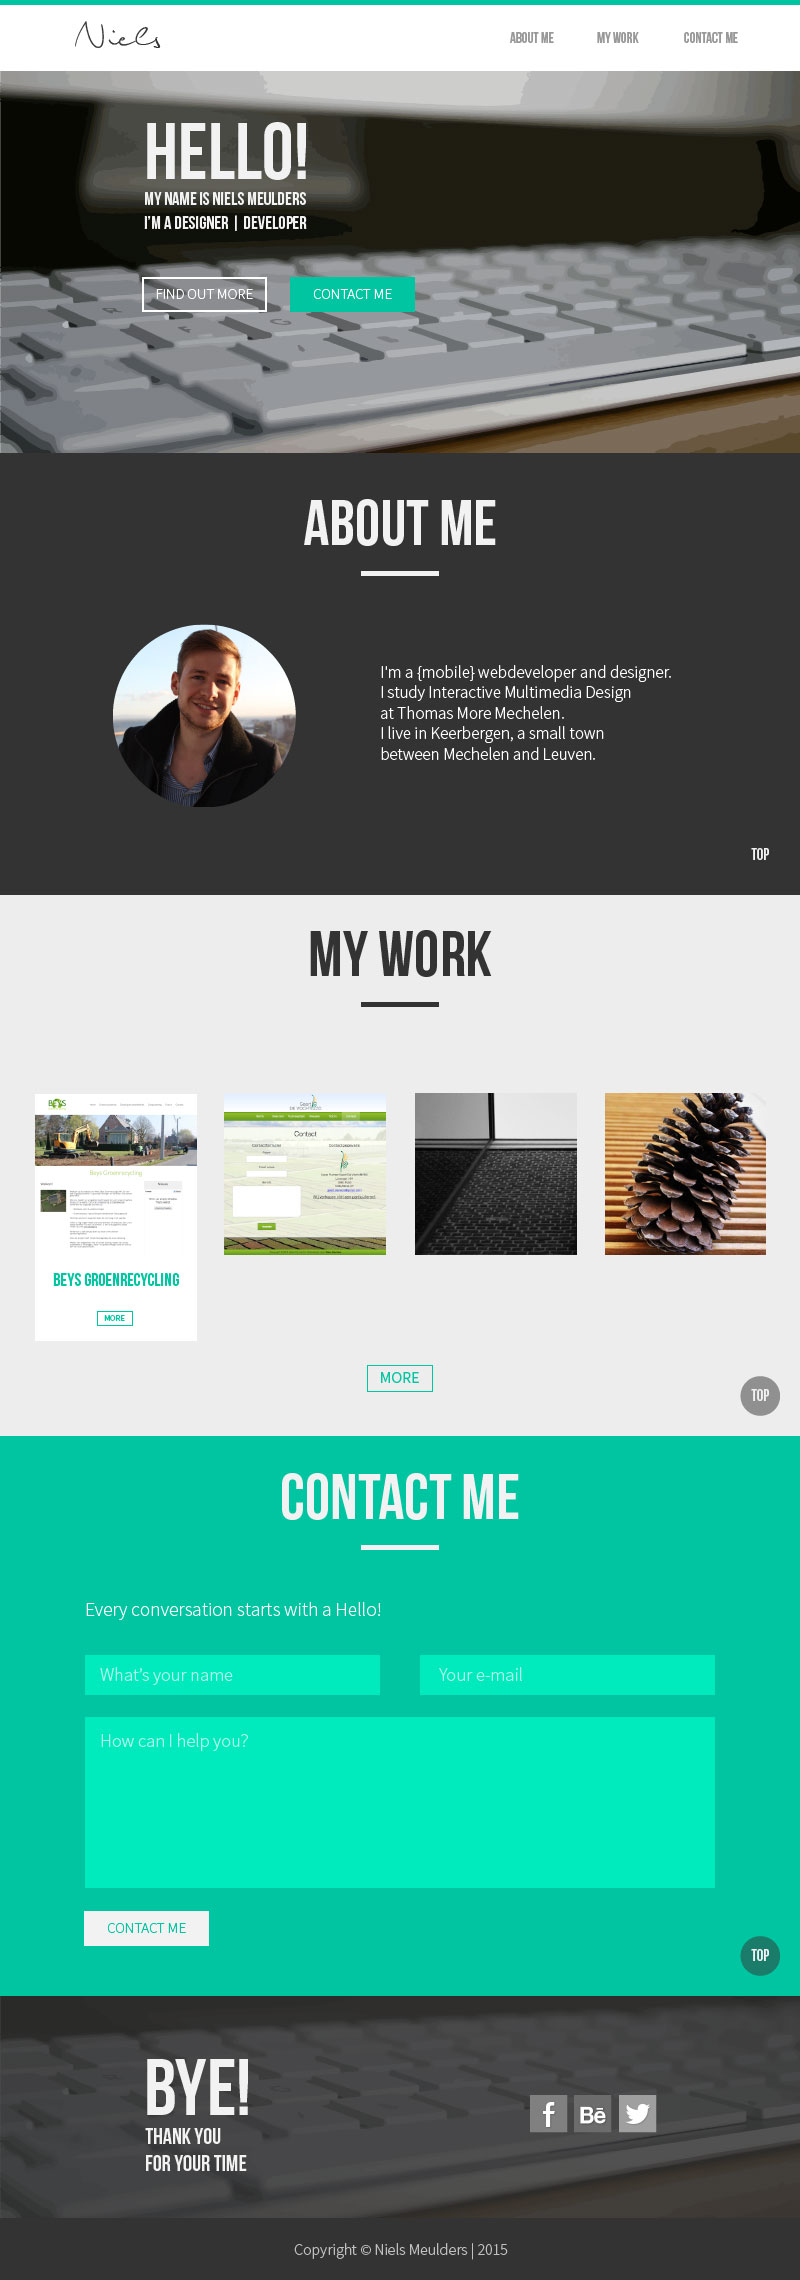 Niels
ABOUT ME
MY WORK
CONTACT ME
HELLO!
MY NAME IS NIELS MEULDERS
I'M A DESIGNER | DEVELOPER
FIND OUT MORE
CONTACT ME
ABOUT ME
I'm a {mobile} webdeveloper and designer.
I study Interactive Multimedia Design
at Thomas More Mechelen.
I live in Keerbergen, a small town
between Mechelen and Leuven.
TOP
MY WORK
BEYS
Beys Groenrecycling
Contact
BEYS GROENRECYCLING
MORE
MORE
TOP
CONTACT ME
Every conversation starts with a Hello!
What's your name
Your e-mail
How can I help you?
CONTACT ME
TOP
BYE!
THANK YOU
FOR YOUR TIME
f
Bē
Copyright © Niels Meulders | 2015